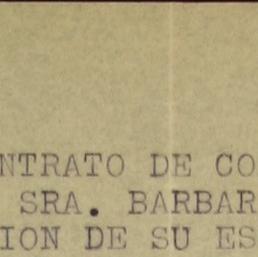 NTRATO DE CO
SRA. BARBAR
ION DE SU ES